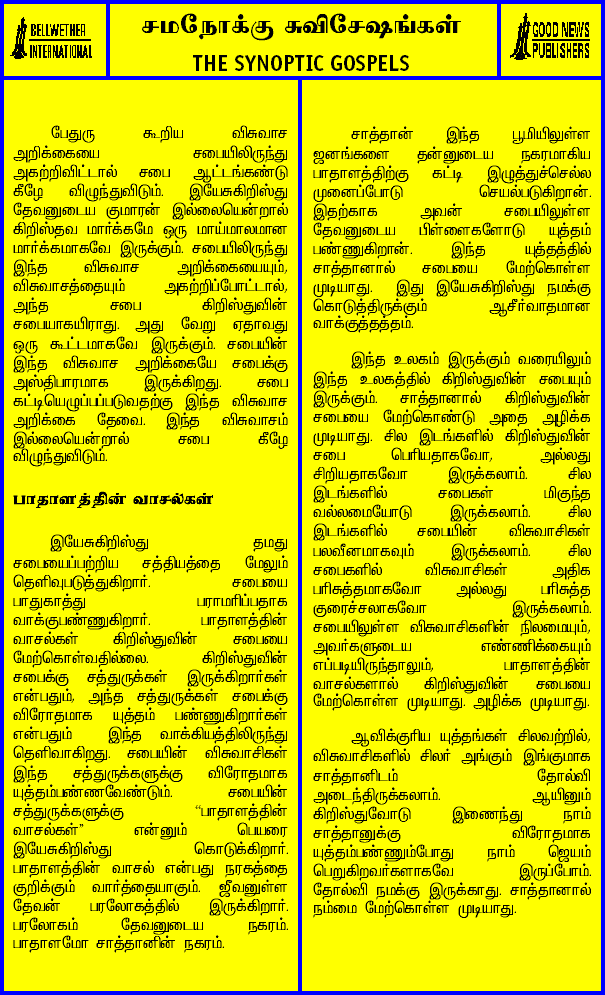 BELLWETHER
INTERNATIONAL
சமநோக்கு சுவிசேஷங்கள்
THE SYNOPTIC GOSPELS
GOOD NEWS
PUBLISHERS
பேதுரு கூறிய விசுவாச
அறிக்கையை சபையிலிருந்து
அகற்றிவிட்டால் சபை ஆட்டங்கண்டு
கீழே விழுந்துவிடும். இயேசுகிறிஸ்து
தேவனுடைய குமாரன் இல்லையென்றால்
கிறிஸ்தவ மார்க்கமே ஒரு மாய்மாலமான
மார்க்கமாகவே இருக்கும். சபையிலிருந்து
இந்த விசுவாச அறிக்கையையும்,
விசுவாசத்தையும் அகற்றிப்போட்டால்,
அந்த சபை கிறிஸ்துவின்
சபையாகயிராது. அது வேறு ஏதாவது
ஒரு கூட்டமாகவே இருக்கும். சபையின்
இந்த விசுவாச அறிக்கையே சபைக்கு
அஸ்திபாரமாக இருக்கிறது. சபை
கட்டியெழுப்பப்படுவதற்கு இந்த விசுவாச
அறிக்கை தேவை. இந்த விசுவாசம்
இல்லையென்றால் சபை கீழே
விழுந்துவிடும்.
பாதாளத்தின் வாசல்கள்
இயேசுகிறிஸ்து தமது
சபையைப்பற்றிய சத்தியத்தை மேலும்
தெளிவுபடுத்துகிறார். சபையை
பாதுகாத்து பராமரிப்பதாக
வாக்குபண்ணுகிறார். பாதாளத்தின்
வாசல்கள் கிறிஸ்துவின் சபையை
மேற்கொள்வதில்லை. கிறிஸ்துவின்
சபைக்கு சத்துருக்கள் இருக்கிறார்கள்
என்பதும், அந்த சத்துருக்கள் சபைக்கு
விரோதமாக யுத்தம் பண்ணுகிறார்கள்
என்பதும் இந்த வாக்கியத்திலிருந்து
தெளிவாகிறது. சபையின் விசுவாசிகள்
இந்த சத்துருக்களுக்கு விரோதமாக
யுத்தம்பண்ணவேண்டும். சபையின்
சத்துருக்களுக்கு "பாதாளத்தின்
வாசல்கள்" என்னும் பெயரை
இயேசுகிறிஸ்து கொடுக்கிறார்.
பாதாளத்தின் வாசல் என்பது நரகத்தை
குறிக்கும் வார்த்தையாகும். ஜீவனுள்ள
தேவன் பரலோகத்தில் இருக்கிறார்.
பரலோகம் தேவனுடைய நகரம்.
பாதாளமோ சாத்தானின் நகரம்.
சாத்தான் இந்த பூமியிலுள்ள
ஜனங்களை தன்னுடைய நகரமாகிய
பாதாளத்திற்கு கட்டி இழுத்துச்செல்ல
முனைப்போடு செயல்படுகிறான்.
இதற்காக அவன் சபையிலுள்ள
தேவனுடைய பிள்ளைகளோடு யுத்தம்
பண்ணுகிறான். இந்த யுத்தத்தில்
சாத்தானால் சபையை மேற்கொள்ள
முடியாது. இது இயேசுகிறிஸ்து நமக்கு
கொடுத்திருக்கும் ஆசீர்வாதமான
வாக்குத்தத்தம்.
இந்த உலகம் இருக்கும் வரையிலும்
இந்த உலகத்தில் கிறிஸ்துவின் சபையும்
இருக்கும். சாத்தானால் கிறிஸ்துவின்
சபையை மேற்கொண்டு அதை அழிக்க
முடியாது. சில இடங்களில் கிறிஸ்துவின்
சபை பெரியதாகவோ, அல்லது
சிறியதாகவோ இருக்கலாம். சில
இடங்களில் சபைகள் மிகுந்த
வல்லமையோடு இருக்கலாம். சில
இடங்களில் சபையின் விசுவாசிகள்
பலவீனமாகவும் இருக்கலாம். சில
சபைகளில் விசுவாசிகள் அதிக
பரிசுத்தமாகவோ அல்லது பரிசுத்த
குரைச்சலாகவோ இருக்கலாம்.
சபையிலுள்ள விசுவாசிகளின் நிலமையும்,
அவர்களுடைய எண்ணிக்கையும்
எப்படியிருந்தாலும், பாதாளத்தின்
வாசல்களால் கிறிஸ்துவின் சபையை
மேற்கொள்ள முடியாது. அழிக்க முடியாது.
ஆவிக்குரிய யுத்தங்கள் சிலவற்றில்,
விசுவாசிகளில் சிலர் அங்கும் இங்குமாக
சாத்தானிடம் தோல்வி
அடைந்திருக்கலாம். ஆயினும்
கிறிஸ்துவோடு இணைந்து நாம்
சாத்தானுக்கு விரோதமாக
யுத்தம்பண்ணும்போது நாம் ஜெயம்
பெறுகிறவர்களாகவே இருப்போம்.
தோல்வி நமக்கு இருக்காது. சாத்தானால்
நம்மை மேற்கொள்ள முடியாது.